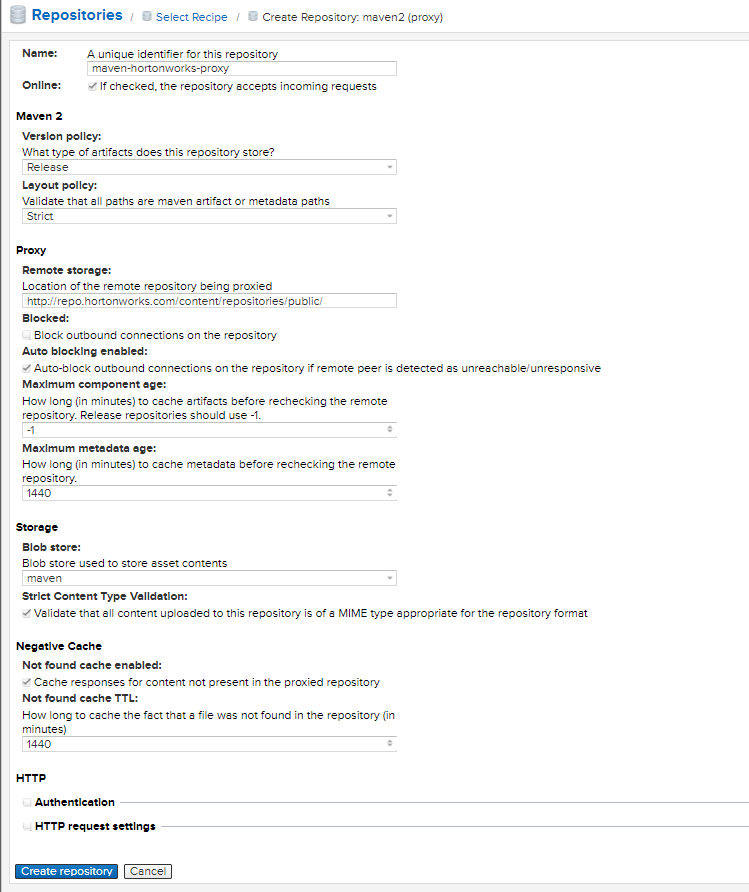 Repositories / Select Recipe / Create Repository: maven2 (proxy)
Name: A unique identifier for this repository
maven-hortonworks-proxy
Online: If checked, the repository accepts incoming requests
Maven 2
Version policy:
What type of artifacts does this repository store?
Release
Layout policy:
Validate that all paths are maven artifact or metadata paths
Strict
Proxy
Remote storage:
Location of the remote repository being proxied
http://repo.hortonworks.com/content/repositories/public/
Blocked:
Block outbound connections on the repository
Auto blocking enabled:
Auto-block outbound connections on the repository if remote peer is detected as unreachable/unresponsive
Maximum component age:
How long (in minutes) to cache artifacts before rechecking the remote
repository. Release repositories should use -1.
-1
Maximum metadata age:
How long (in minutes) to cache metadata before rechecking the remote
repository.
1440
Storage
Blob store:
Blob store used to store asset contents
maven
Strict Content Type Validation:
Validate that all content uploaded to this repository is of a MIME type appropriate for the repository format
Negative Cache
Not found cache enabled:
Cache responses for content not present in the proxied repository
Not found cache TTL:
How long to cache the fact that a file was not found in the repository (in
minutes)
1440
HTTP
Authentication
HTTP request settings
Create repository Cancel